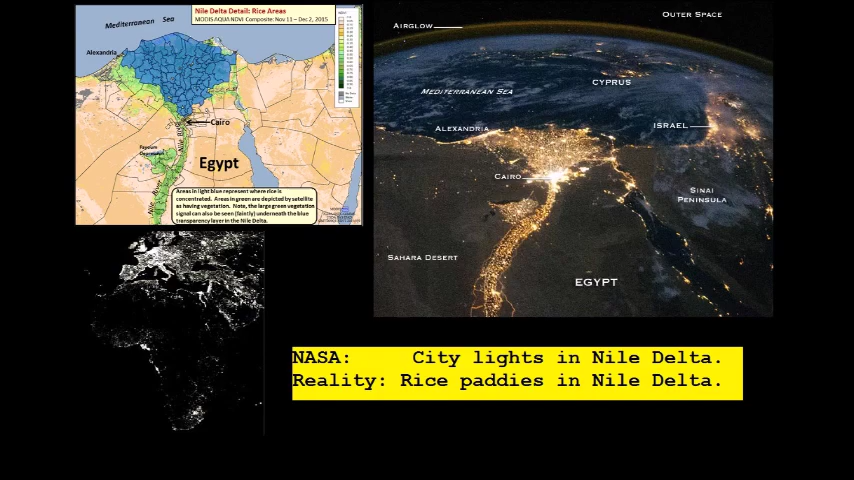 Nile Delta Detail: Rice Areas
MODIS AQUA NDVI Composite: Nov 11 – Dec 2, 2015
Mediterranean Sea
Alexandria
Cairo
Nile River
Egypt
Areas in light blue represent where rice is
concentrated. Areas in green are depicted by satellite
as having vegetation. Note, the large green vegetation
signal can also be seen (faintly) underneath the blue
transparency layer in the Nile Delta.
AIRGLOW
OUTER SPACE
CYPRUS
MEDITERRANEAN SEA
ISRAEL
ALEXANDRIA
CAIRO
SINAI
PENINSULA
SAHARA DESERT
EGYPT
NASA: City lights in Nile Delta.
Reality: Rice paddies in Nile Delta.